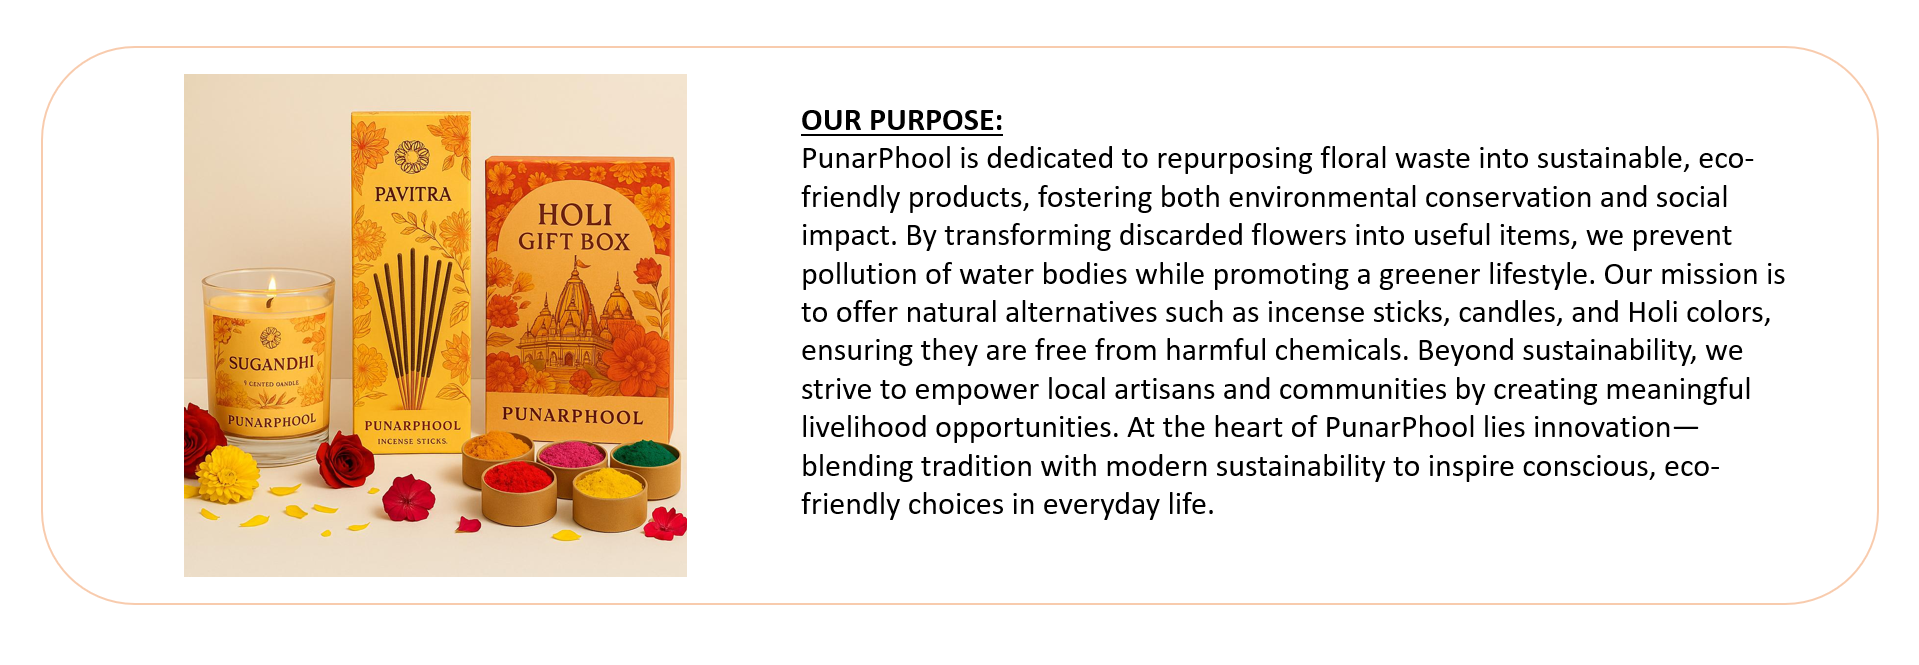 PAVITRA
HOLI
GIFT BOX
SUGANDHI
PUNARPHOOL
PUNARPHOOL
INCENSE STICKS
PUNARPHOOL
OUR PURPOSE:
PunarPhool is dedicated to repurposing floral waste into sustainable, eco-
friendly products, fostering both environmental conservation and social
impact. By transforming discarded flowers into useful items, we prevent
pollution of water bodies while promoting a greener lifestyle. Our mission is
to offer natural alternatives such as incense sticks, candles, and Holi colors,
ensuring they are free from harmful chemicals. Beyond sustainability, we
strive to empower local artisans and communities by creating meaningful
livelihood opportunities. At the heart of PunarPhool lies innovation—
blending tradition with modern sustainability to inspire conscious, eco-
friendly choices in everyday life.